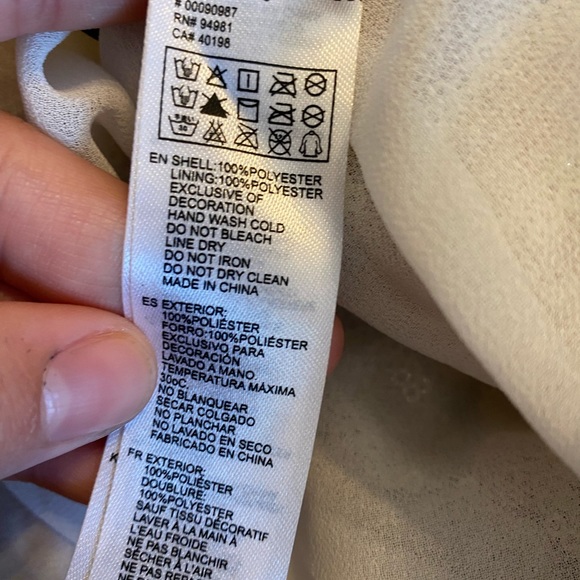 # 00090987
RN# 94981
CA# 40198
EN SHELL:100%POLYESTER
LINING:100%POLYESTER
EXCLUSIVE OF
DECORATION
HAND WASH COLD
DO NOT BLEACH
LINE DRY
DO NOT IRON
DO NOT DRY CLEAN
MADE IN CHINA
ES EXTERIOR:
100%POLIÉSTER
FORRO:100%POLIÉSTER
EXCLUSIVO PARA
DECORACIÓN
LAVADO A MANO
TEMPERATURA MÁXIMA
30oC
NO BLANQUEAR
SECAR COLGADO
NO PLANCHAR
NO LAVADO EN SECO
FABRICADO EN CHINA
FR EXTERIOR:
100%POLYESTER
DOUBLURE:
100%POLYESTER
SAUF TISSU DÉCORATIF
LAVER À LA MAIN À
L'EAU FROIDE
NE PAS BLANCHIR
SÉCHER À L'AIR
NE PAS REPA